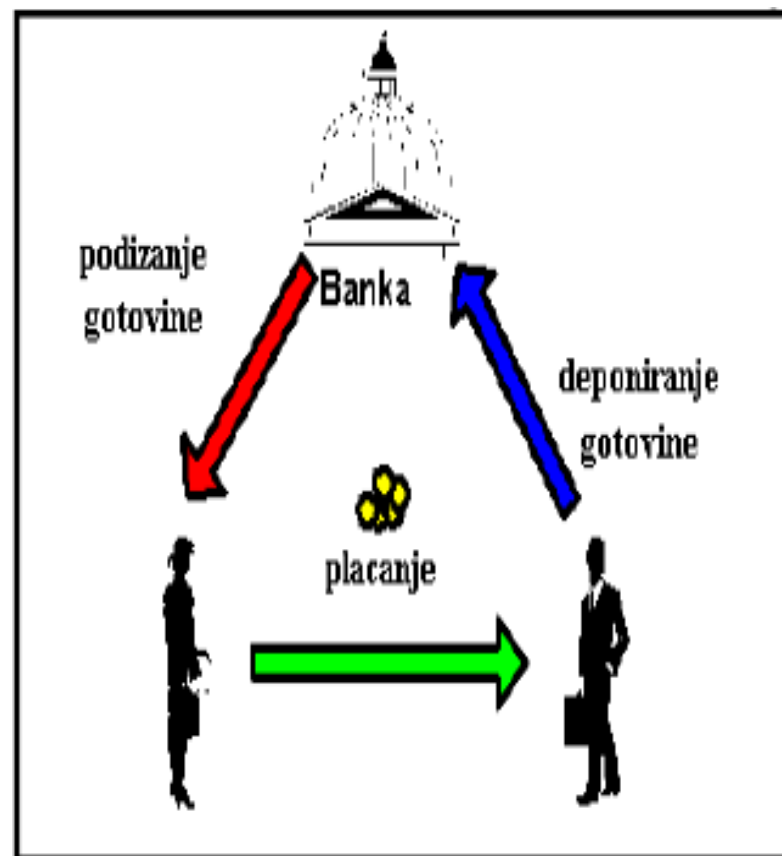 podizanje
gotovine
Banka
deponiranje
gotovine
placanje